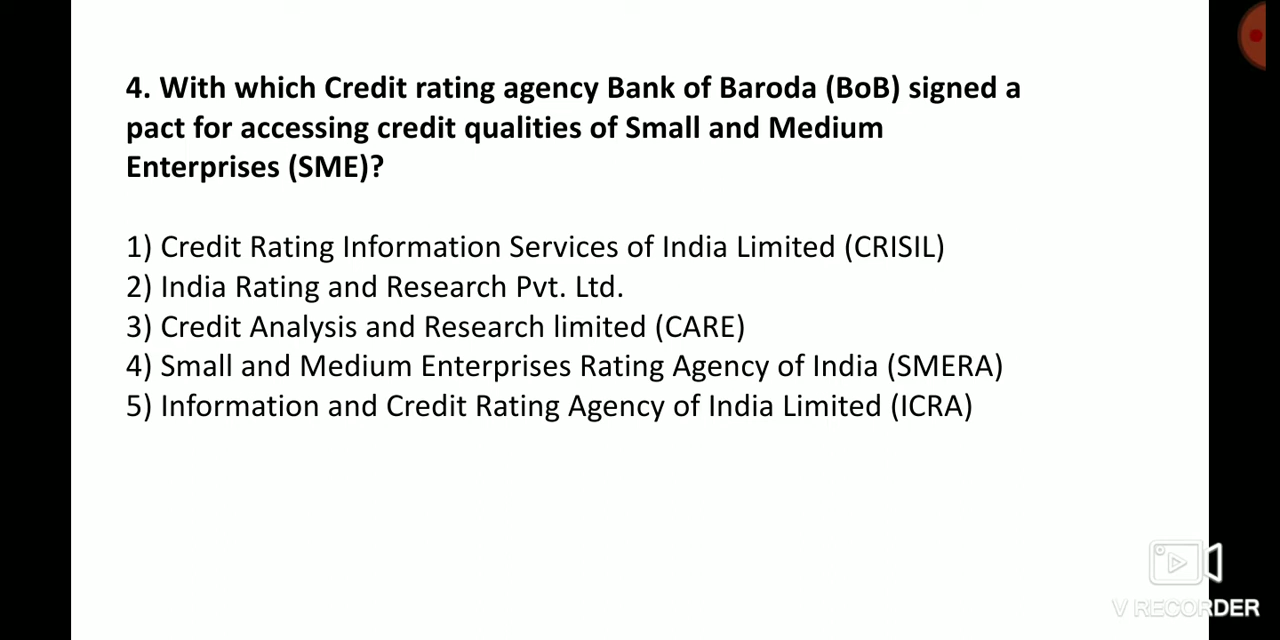 4. With which Credit rating agency Bank of Baroda (BoB) signed a
pact for accessing credit qualities of Small and Medium
Enterprises (SME)?
1) Credit Rating Information Services of India Limited (CRISIL)
2) India Rating and Research Pvt. Ltd.
3) Credit Analysis and Research limited (CARE)
4) Small and Medium Enterprises Rating Agency of India (SMERA)
5) Information and Credit Rating Agency of India Limited (ICRA)
V RECORDER